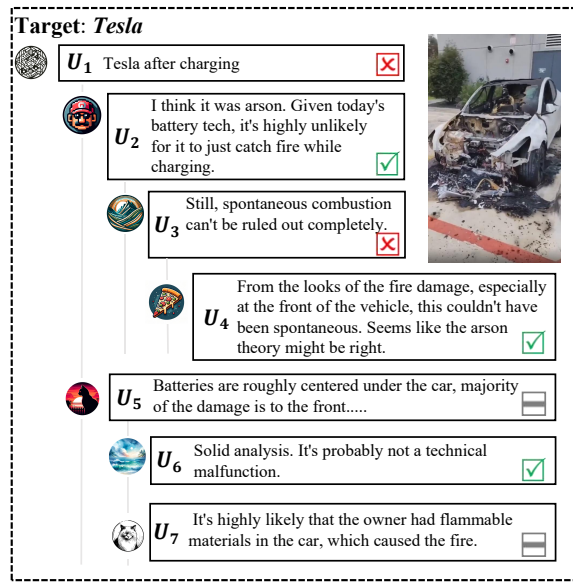 Target: Tesla
U1 Tesla after charging
U2 I think it was arson. Given today's
battery tech, it's highly unlikely
for it to just catch fire while
charging.
U3 Still, spontaneous combustion
can't be ruled out completely.
U4 From the looks of the fire damage, especially
at the front of the vehicle, this couldn't have
been spontaneous. Seems like the arson
theory might be right.
U5 Batteries are roughly centered under the car, majority
of the damage is to the front.....
U6 Solid analysis. It's probably not a technical
malfunction.
U7 It's highly likely that the owner had flammable
materials in the car, which caused the fire.